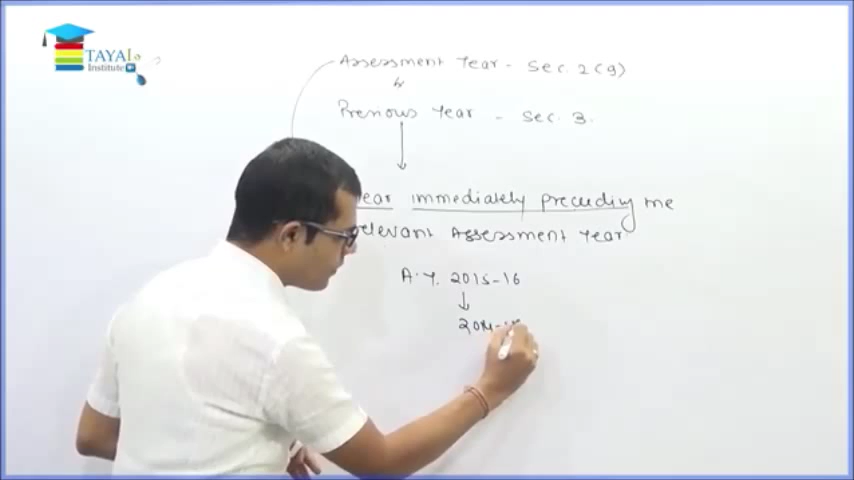 TAYAL
Institute
Assessment Year - Sec. 2(9)
Previous Year - Sec. 3.
immediately preceding the
relevant Assessment Year
A.Y. 2015-16